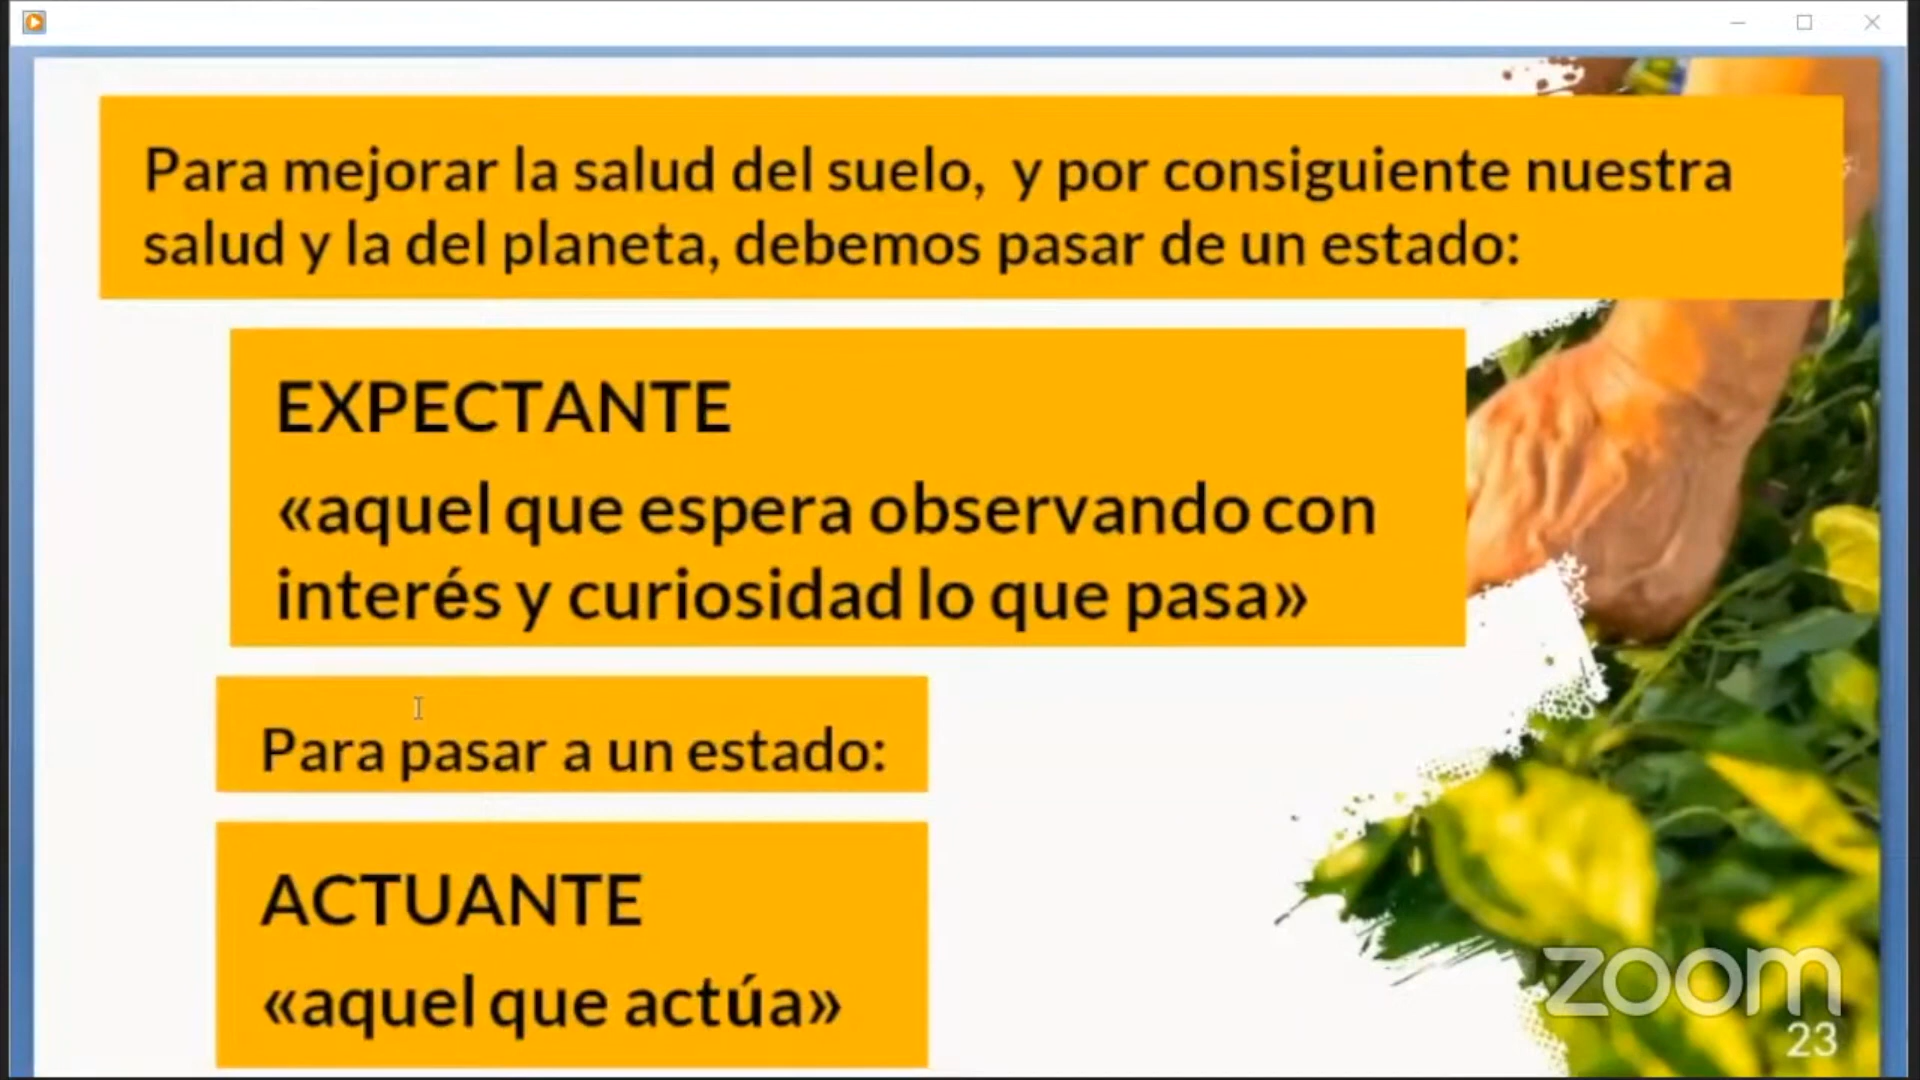 Para mejorar la salud del suelo, y por consiguiente nuestra
salud y la del planeta, debemos pasar de un estado:
EXPECTANTE
«aquel que espera observando con
interés y curiosidad lo que pasa»
Para pasar a un estado:
ACTUANTE
«aquel que actúa»
zoom
23